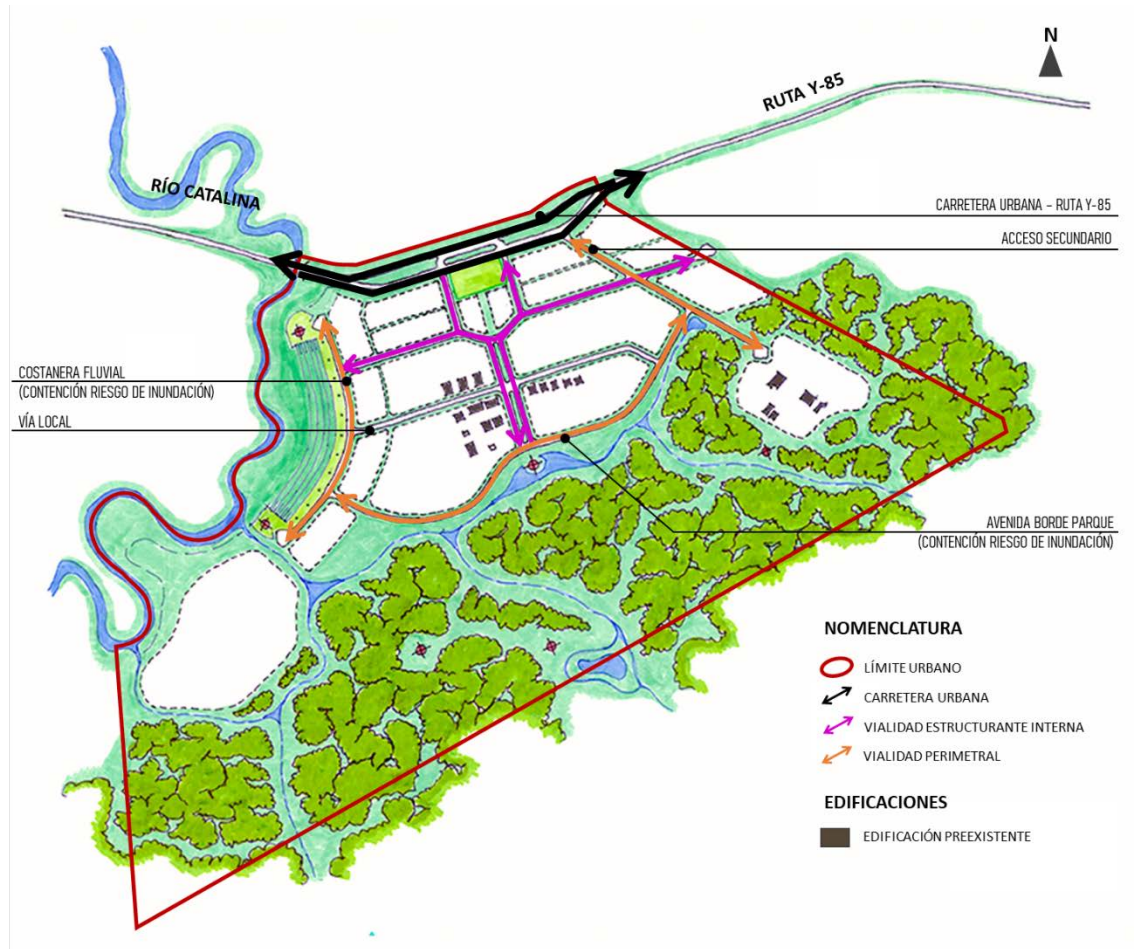 N
RUTA Y-85
RÍO CATALINA
CARRETERA URBANA – RUTA Y-85
ACCESO SECUNDARIO
COSTANERA FLUVIAL
(CONTENCIÓN RIESGO DE INUNDACIÓN)
VÍA LOCAL
AVENIDA BORDE PARQUE
(CONTENCIÓN RIESGO DE INUNDACIÓN)
NOMENCLATURA
LÍMITE URBANO
CARRETERA URBANA
VIALIDAD ESTRUCTURANTE INTERNA
VIALIDAD PERIMETRAL
EDIFICACIONES
EDIFICACIÓN PREEXISTENTE